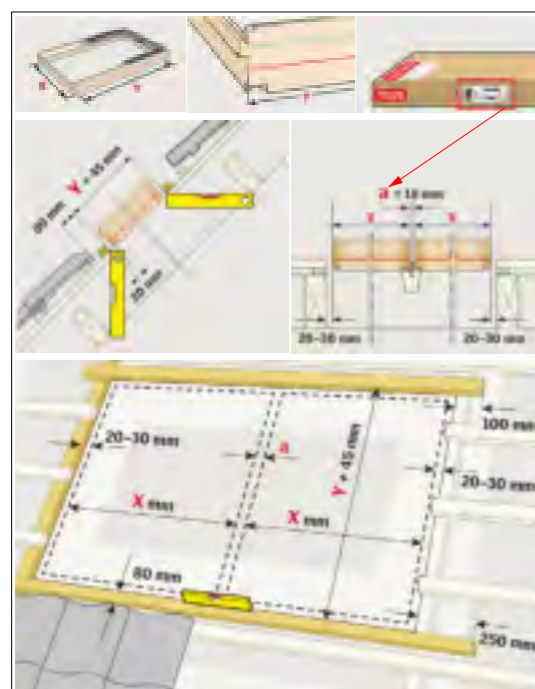 Y
Y + 45 mm
80 mm
a = 10 mm
X X
20–30 mm 20–30 mm
100 mm
20–30 mm a
Y + 45 mm
20–30 mm
X mm X mm
80 mm
250 mm